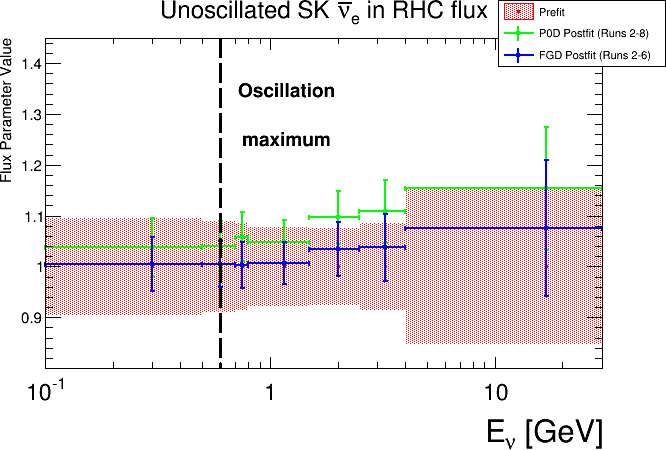 Unoscillated SK ν̅e in RHC flux
Prefit
P0D Postfit (Runs 2-8)
FGD Postfit (Runs 2-6)
Flux Parameter Value
1.4
1.3
1.2
1.1
1
0.9
Oscillation
maximum
10⁻¹
1
10
Eν [GeV]